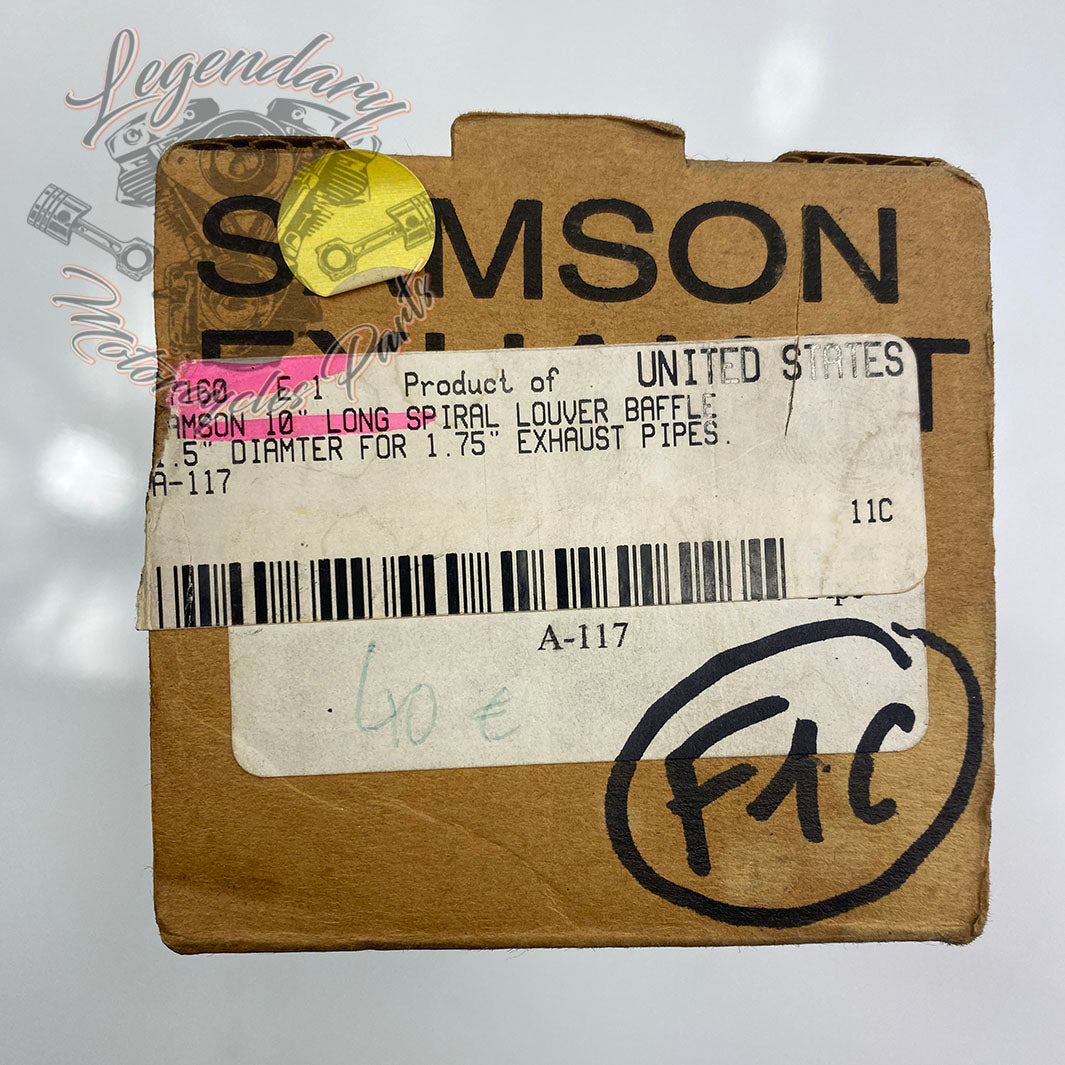 Legendary
Motorcycles Parts
SAMSON
EXHAUST
160 E.1 Product of UNITED STATES
SAMSON 10" LONG SPIRAL LOUVER BAFFLE
.5" DIAMTER FOR 1.75" EXHAUST PIPES.
A-117
11C
A-117
40 €
F1C